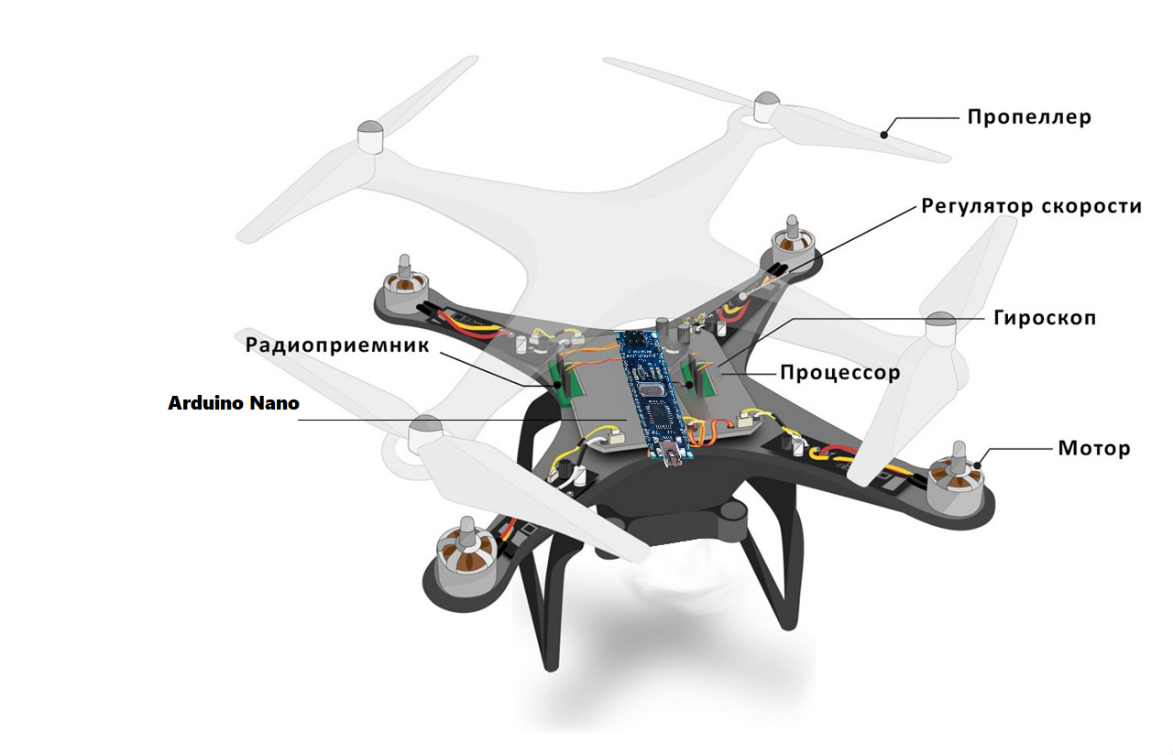 Пропеллер
Регулятор скорости
Гироскоп
Радиоприемник
Процессор
Arduino Nano
Мотор